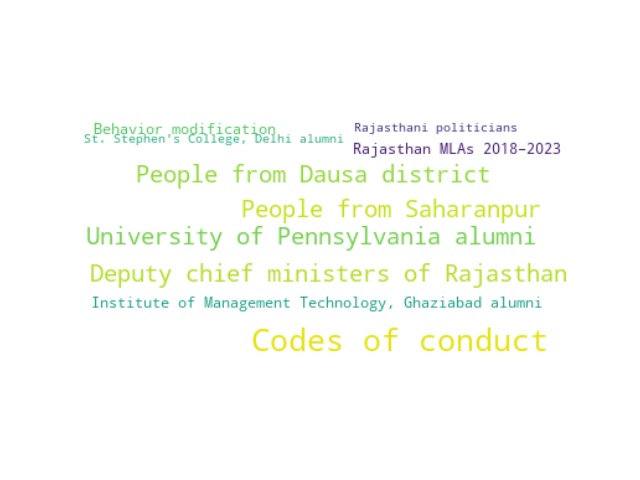 Behavior modification
Rajasthani politicians
St. Stephen's College, Delhi alumni
Rajasthan MLAs 2018–2023
People from Dausa district
People from Saharanpur
University of Pennsylvania alumni
Deputy chief ministers of Rajasthan
Institute of Management Technology, Ghaziabad alumni
Codes of conduct